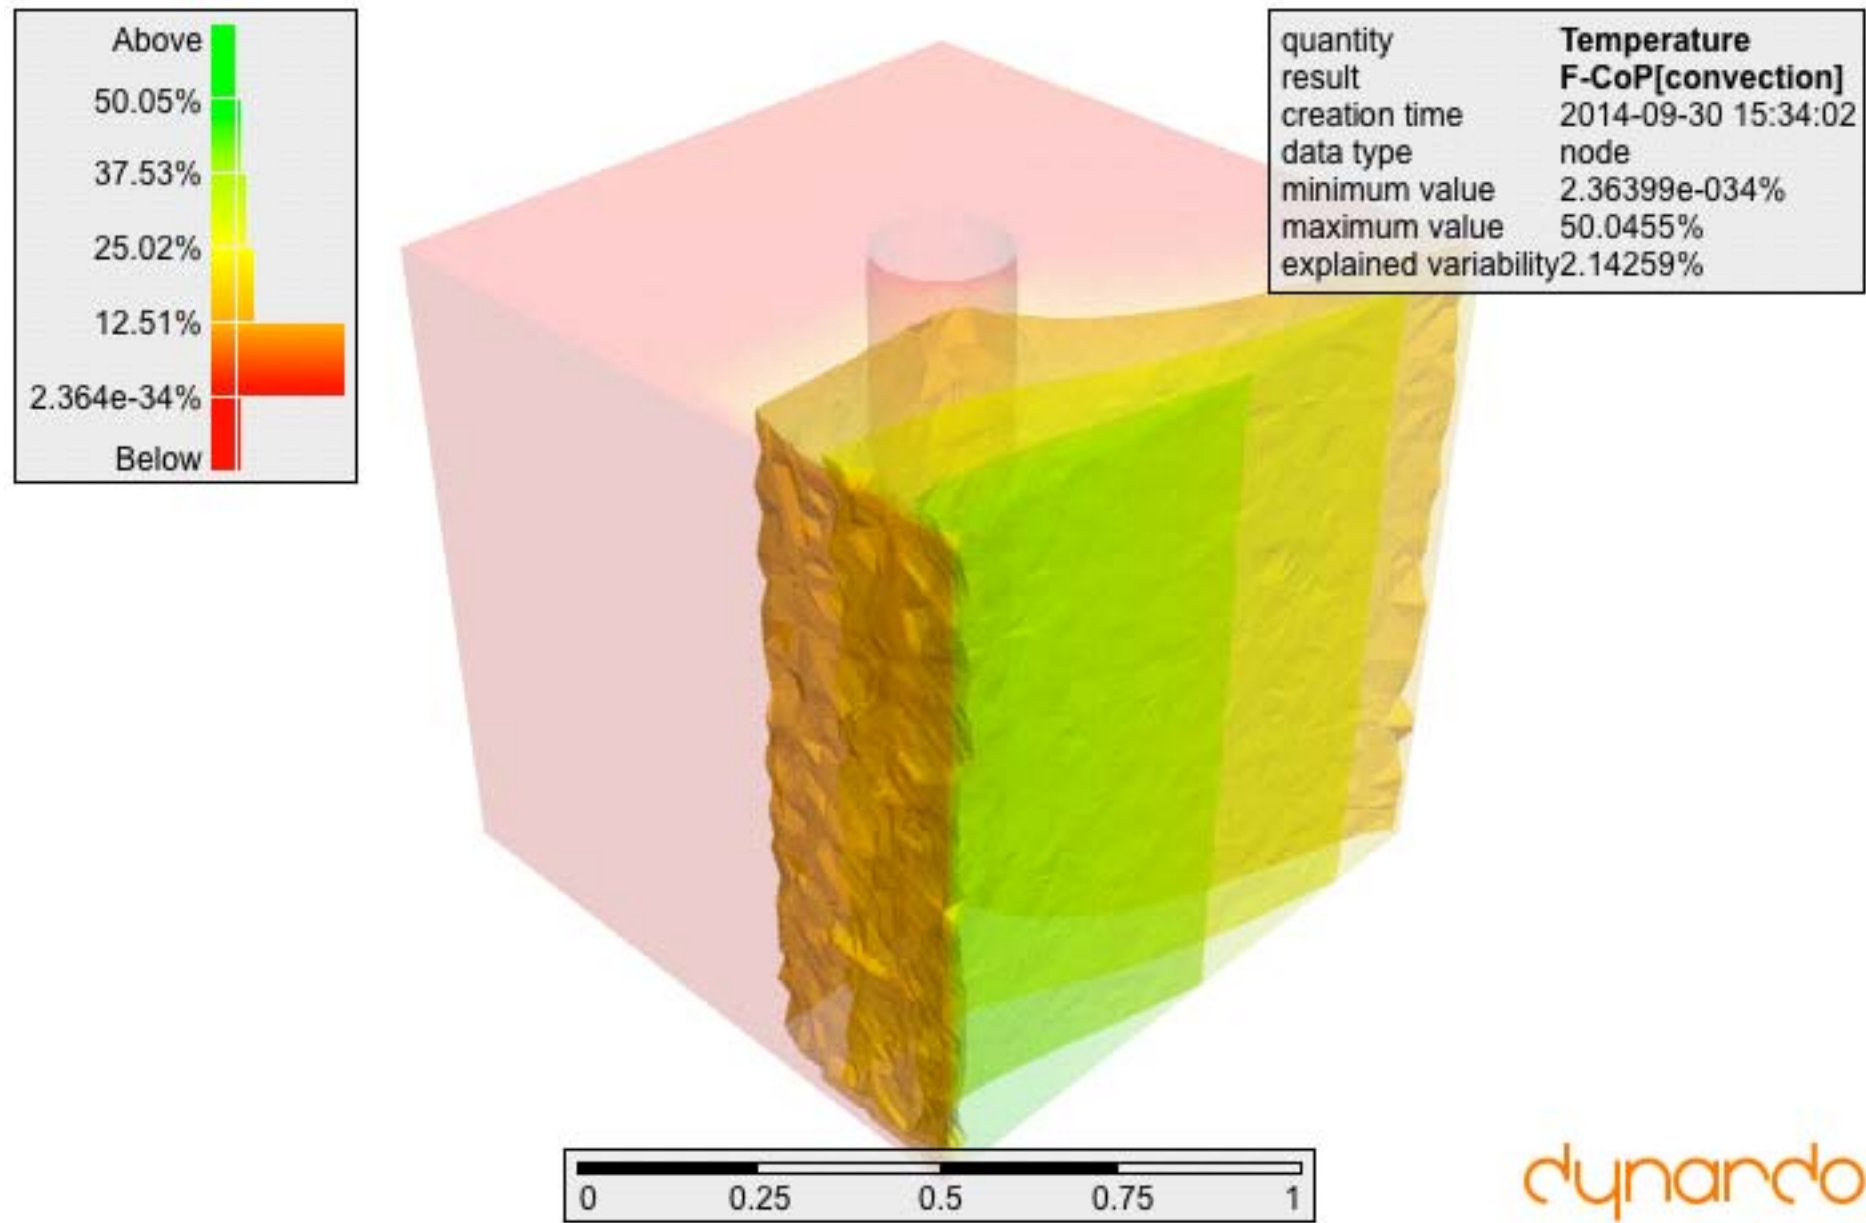 Above
50.05%
37.53%
25.02%
12.51%
2.364e-34%
Below
quantity Temperature
result F-CoP[convection]
creation time 2014-09-30 15:34:02
data type node
minimum value 2.36399e-034%
maximum value 50.0455%
explained variability 2.14259%
0 0.25 0.5 0.75 1
dynardo